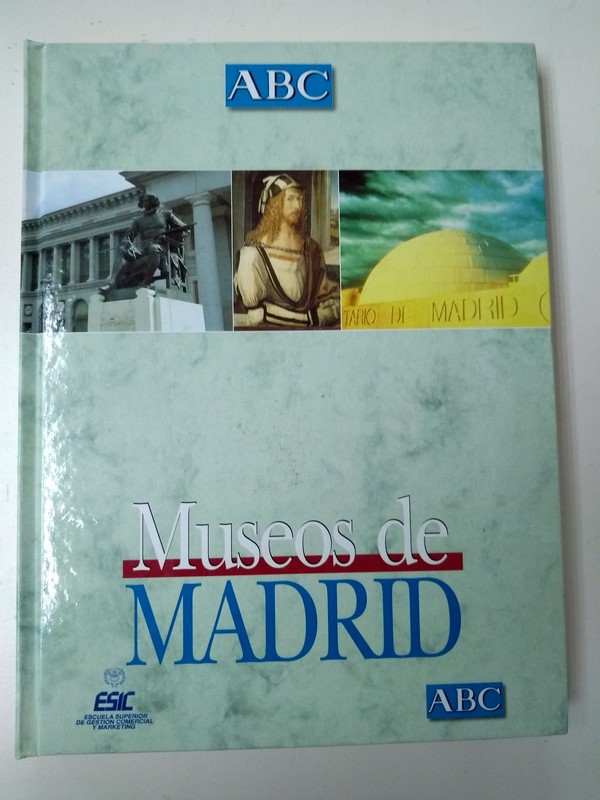 ABC
TARIO DE MADRID
Museos de
MADRID
ESIC
ESCUELA SUPERIOR
DE GESTION COMERCIAL
Y MARKETING
ABC